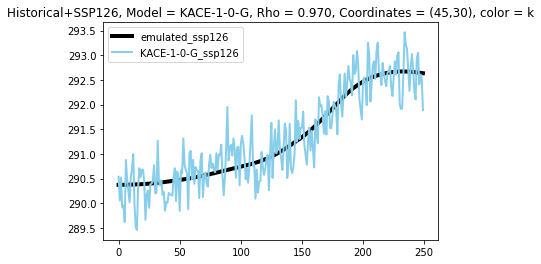 Historical+SSP126, Model = KACE-1-0-G, Rho = 0.970, Coordinates = (45,30), color = k
emulated_ssp126
KACE-1-0-G_ssp126
293.5
293.0
292.5
292.0
291.5
291.0
290.5
290.0
289.5
0 50 100 150 200 250